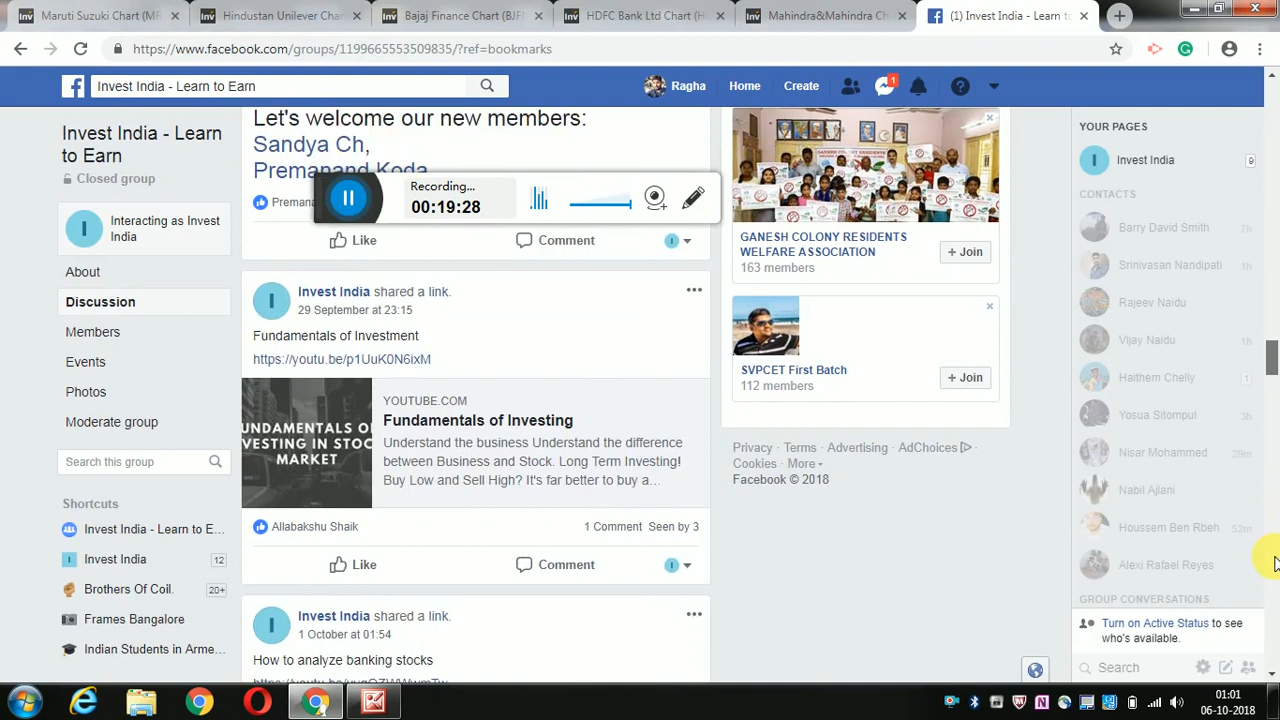 Maruti Suzuki Chart (MR
Hindustan Unilever Char
Bajaj Finance Chart (BJF
HDFC Bank Ltd Chart (H
Mahindra&Mahindra Ch
(1) Invest India - Learn to
https://www.facebook.com/groups/1199665553509835/?ref=bookmarks
Invest India - Learn to Earn
Ragha
Home
Create
1
Invest India - Learn
to Earn
Closed group
Interacting as Invest
India
About
Discussion
Members
Events
Photos
Moderate group
Search this group
Shortcuts
Invest India - Learn to E...
Invest India
12
Brothers Of Coil.
20+
Frames Bangalore
Indian Students in Arme...
Let's welcome our new members:
Sandya Ch,
Premanand Koda
Recording...
00:19:28
Like
Comment
Invest India shared a link.
29 September at 23:15
Fundamentals of Investment
https://youtu.be/p1UuK0N6ixM
UNDAMENTALS OF
VESTING IN STOC
MARKET
YOUTUBE.COM
Fundamentals of Investing
Understand the business Understand the difference
between Business and Stock. Long Term Investing!
Buy Low and Sell High? It's far better to buy a...
Allabakshu Shaik
1 Comment Seen by 3
Like
Comment
Invest India shared a link.
1 October at 01:54
How to analyze banking stocks
GANESH COLONY RESIDENTS
WELFARE ASSOCIATION
163 members
+ Join
SVPCET First Batch
112 members
+ Join
Privacy · Terms · Advertising · AdChoices ·
Cookies · More
Facebook © 2018
YOUR PAGES
Invest India
9
CONTACTS
Barry David Smith
7h
Srinivasan Nandipati
1h
Rajeev Naidu
Vijay Naidu
1h
Haithem Chelly
1
Yosua Sitompul
3h
Nisar Mohammed
29m
Nabil Ajlani
Houssem Ben Rbeh
52m
Alexi Rafael Reyes
GROUP CONVERSATIONS
Turn on Active Status to see
who's available.
Search
01:01
06-10-2018